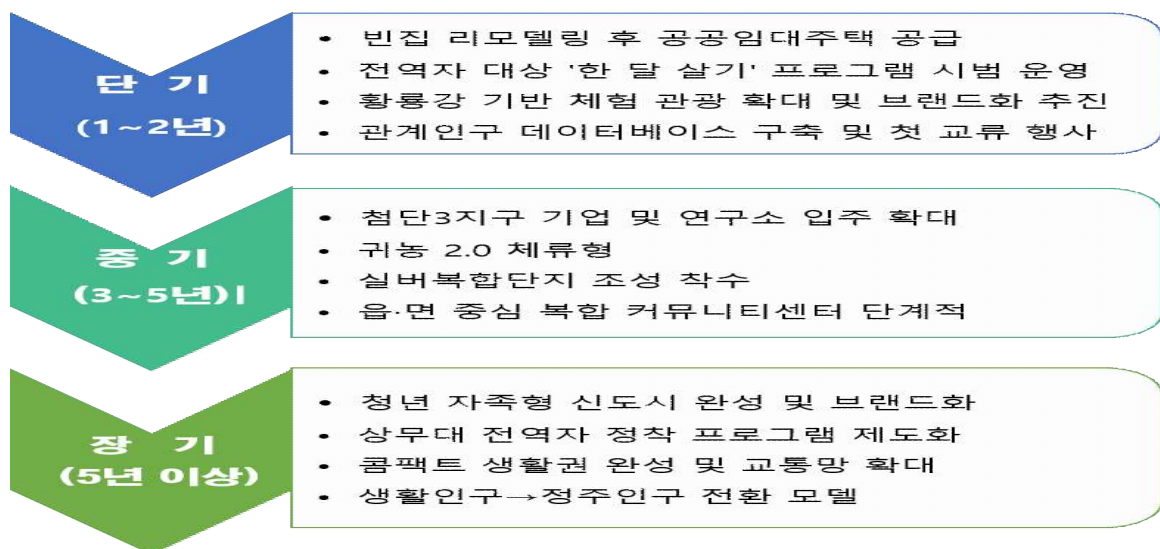 단 기
(1~2년)
• 빈집 리모델링 후 공공임대주택 공급
• 전역자 대상 '한 달 살기' 프로그램 시범 운영
• 황룡강 기반 체험 관광 확대 및 브랜드화 추진
• 관계인구 데이터베이스 구축 및 첫 교류 행사
중 기
(3~5년)|
• 첨단3지구 기업 및 연구소 입주 확대
• 귀농 2.0 체류형
• 실버복합단지 조성 착수
• 읍·면 중심 복합 커뮤니티센터 단계적
장 기
(5년 이상)
• 청년 자족형 신도시 완성 및 브랜드화
• 상무대 전역자 정착 프로그램 제도화
• 콤팩트 생활권 완성 및 교통망 확대
• 생활인구→정주인구 전환 모델